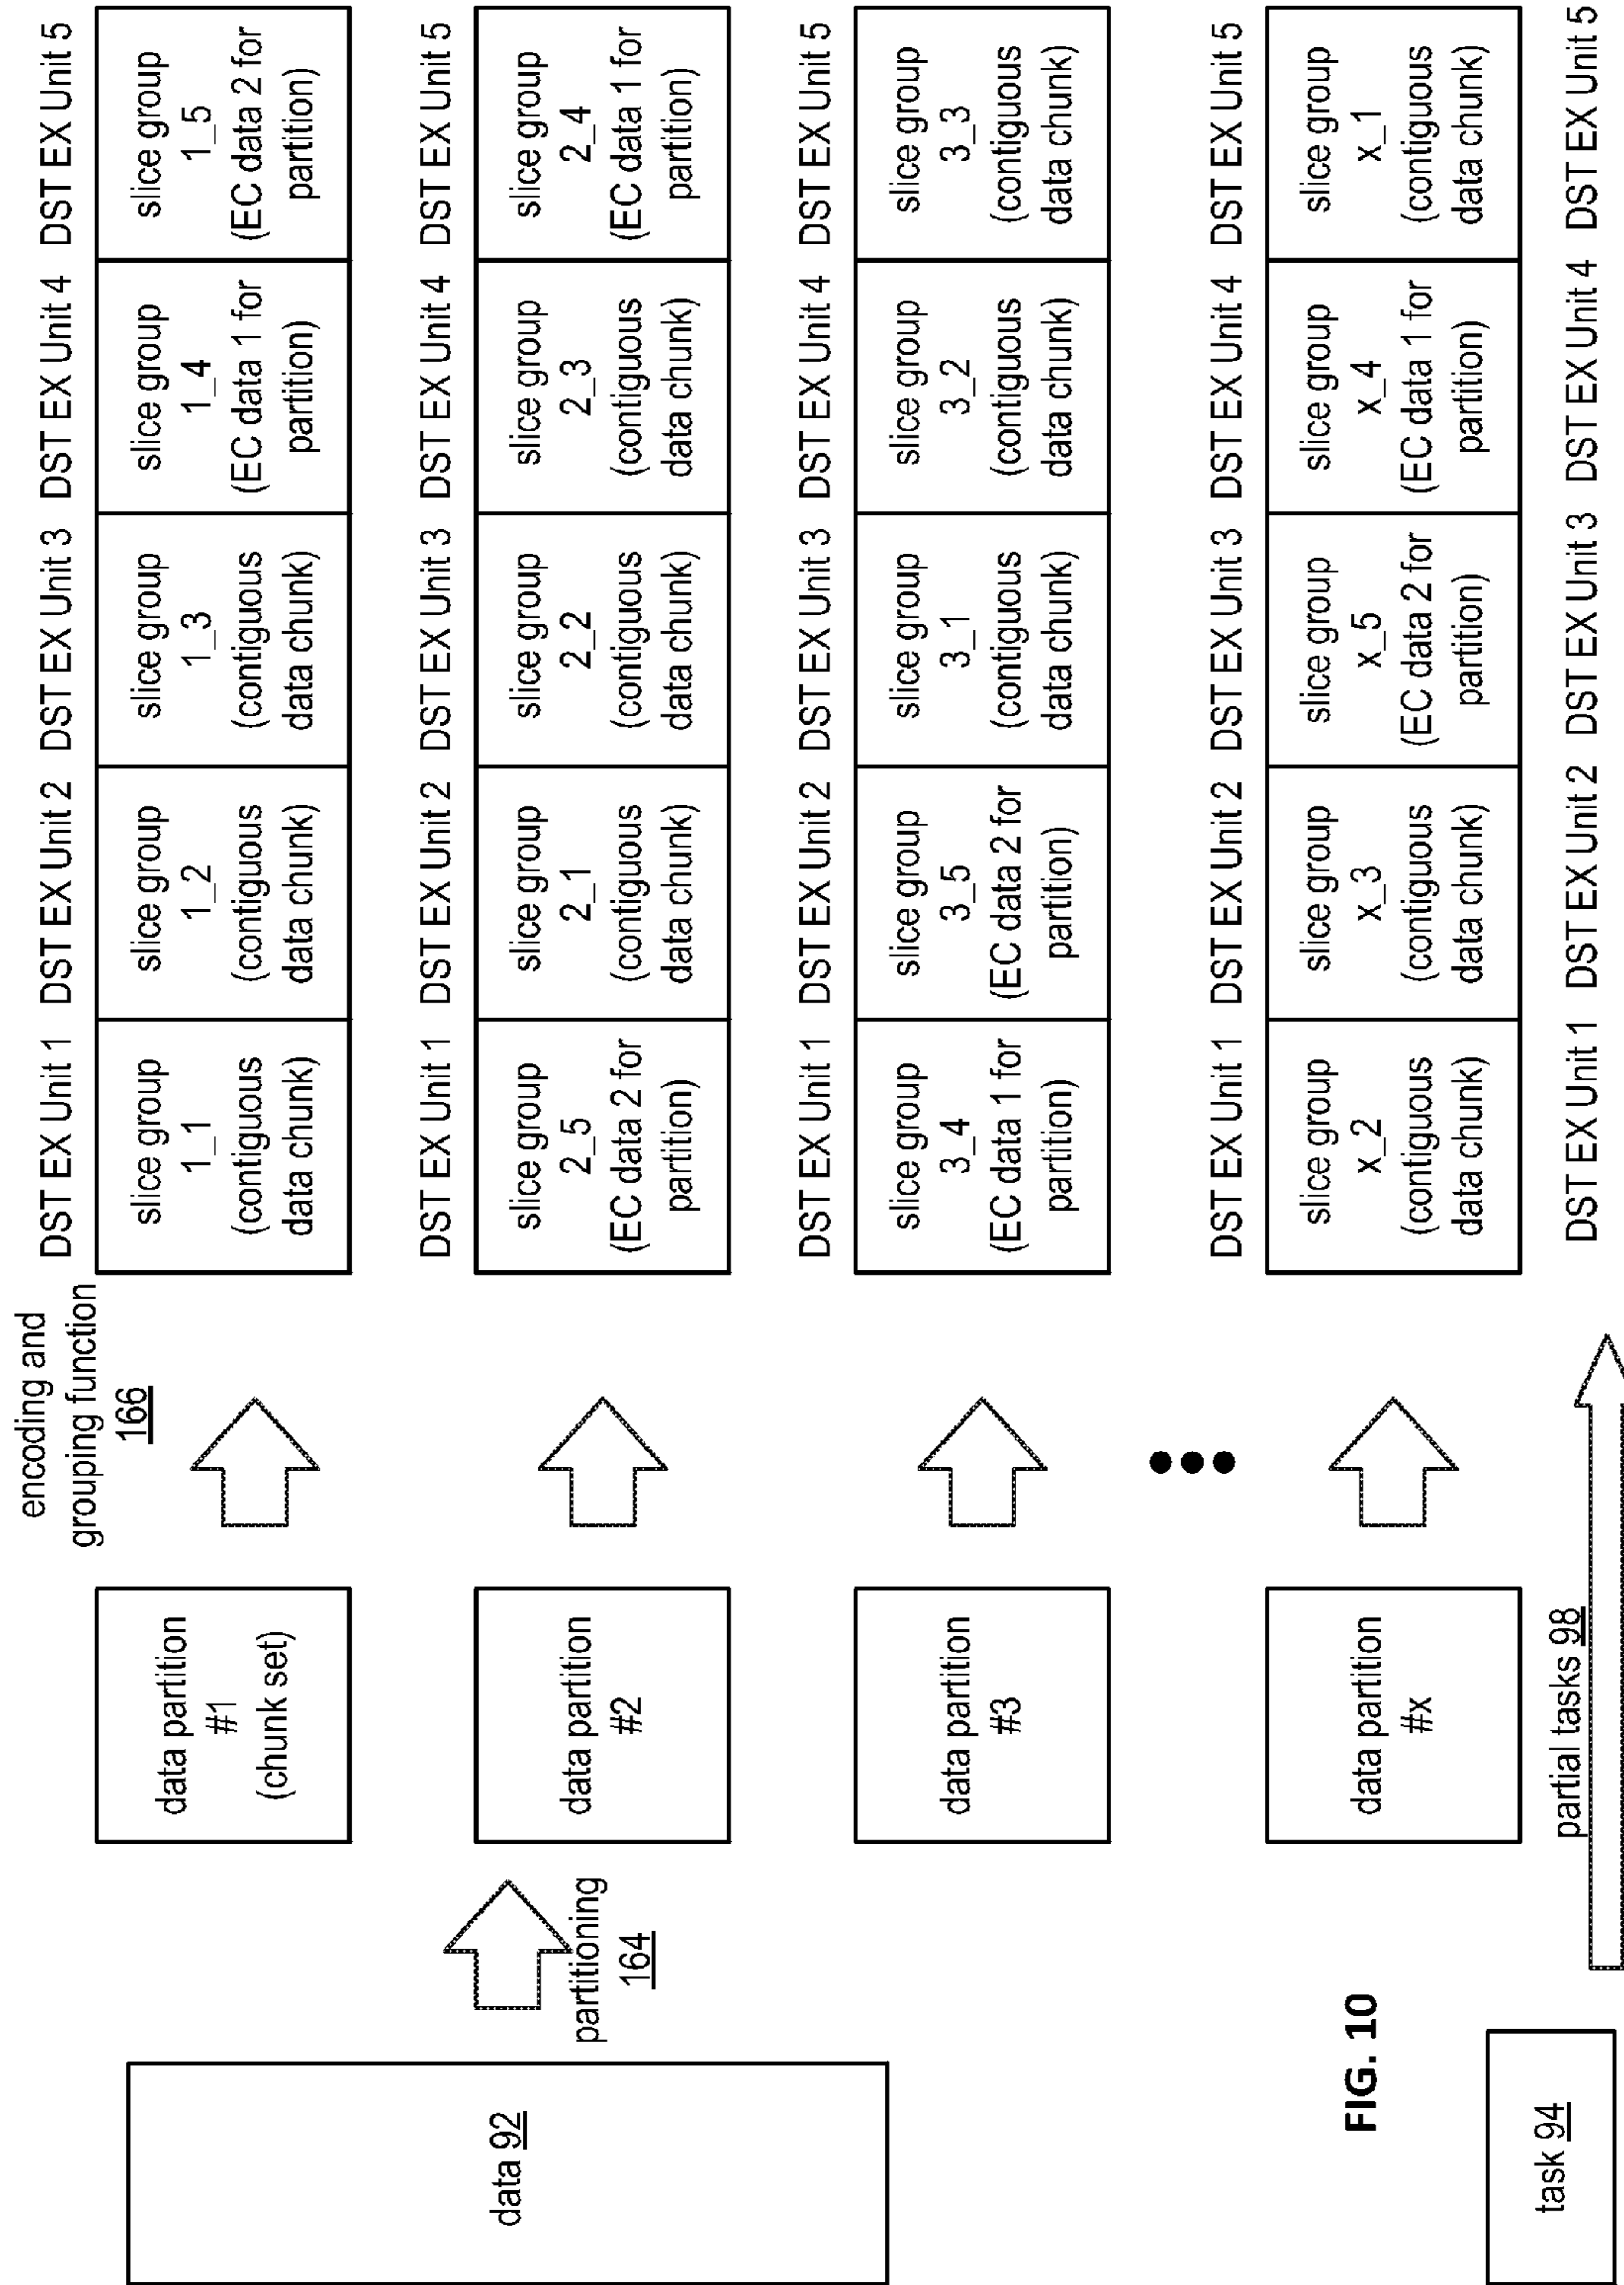 data 92
partitioning
164
data partition
#1
(chunk set)
data partition
#2
data partition
#3
data partition
#x
encoding and
grouping function
166
DST EX Unit 1 DST EX Unit 2 DST EX Unit 3 DST EX Unit 4 DST EX Unit 5
slice group
1_1
(contiguous
data chunk)
slice group
1_2
(contiguous
data chunk)
slice group
1_3
(contiguous
data chunk)
slice group
1_4
(EC data 1 for
partition)
slice group
1_5
(EC data 2 for
partition)
DST EX Unit 1 DST EX Unit 2 DST EX Unit 3 DST EX Unit 4 DST EX Unit 5
slice group
2_5
(EC data 2 for
partition)
slice group
2_1
(contiguous
data chunk)
slice group
2_2
(contiguous
data chunk)
slice group
2_3
(contiguous
data chunk)
slice group
2_4
(EC data 1 for
partition)
DST EX Unit 1 DST EX Unit 2 DST EX Unit 3 DST EX Unit 4 DST EX Unit 5
slice group
3_4
(EC data 1 for
partition)
slice group
3_5
(EC data 2 for
partition)
slice group
3_1
(contiguous
data chunk)
slice group
3_2
(contiguous
data chunk)
slice group
3_3
(contiguous
data chunk)
DST EX Unit 1 DST EX Unit 2 DST EX Unit 3 DST EX Unit 4 DST EX Unit 5
slice group
x_2
(contiguous
data chunk)
slice group
x_3
(contiguous
data chunk)
slice group
x_5
(EC data 2 for
partition)
slice group
x_4
(EC data 1 for
partition)
slice group
x_1
(contiguous
data chunk)
FIG. 10
task 94
partial tasks 98
DST EX Unit 1 DST EX Unit 2 DST EX Unit 3 DST EX Unit 4 DST EX Unit 5